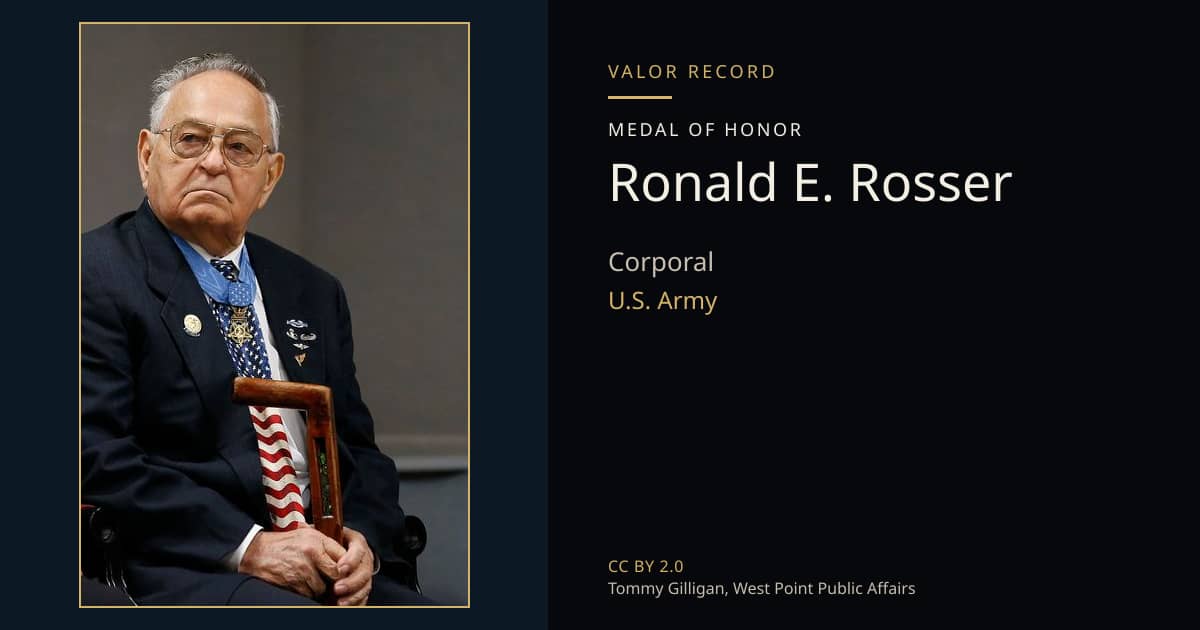 VALOR RECORD
MEDAL OF HONOR
Ronald E. Rosser
Corporal
U.S. Army
CC BY 2.0
Tommy Gilligan, West Point Public Affairs